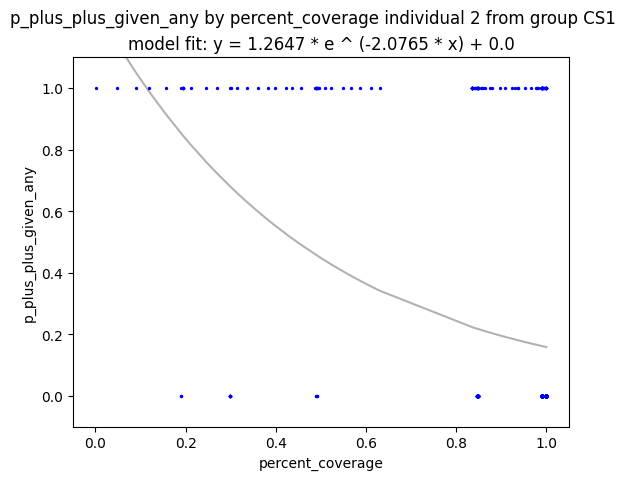 p_plus_plus_given_any by percent_coverage individual 2 from group CS1
model fit: y = 1.2647 * e ^ (-2.0765 * x) + 0.0
1.0
0.8
0.6
0.4
0.2
0.0
p_plus_plus_given_any
0.0 0.2 0.4 0.6 0.8 1.0
percent_coverage